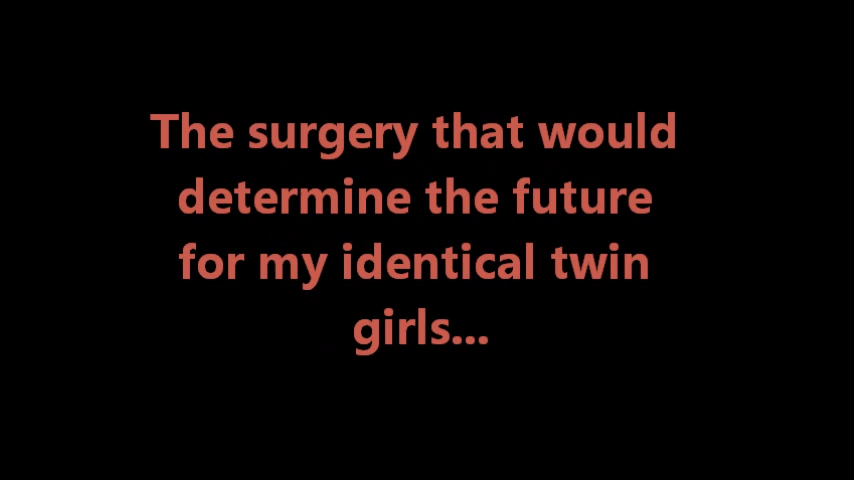 The surgery that would
determine the future
for my identical twin
girls...